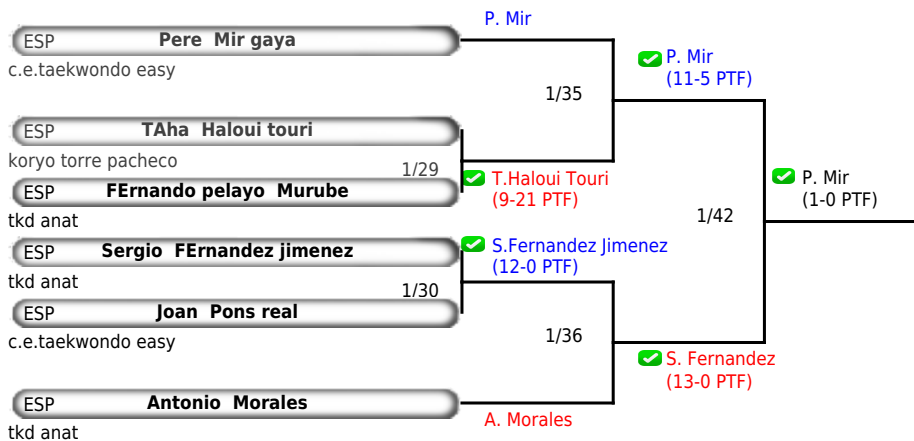 P. Mir
ESP Pere Mir gaya
c.e.taekwondo easy
P. Mir
(11-5 PTF)
1/35
ESP TAha Haloui touri
koryo torre pacheco
1/29
T.Haloui Touri
(9-21 PTF)
ESP FErnando pelayo Murube
tkd anat
P. Mir
(1-0 PTF)
1/42
ESP Sergio FErnandez jimenez
tkd anat
S.Fernandez Jimenez
(12-0 PTF)
1/30
ESP Joan Pons real
c.e.taekwondo easy
1/36
S. Fernandez
(13-0 PTF)
ESP Antonio Morales
tkd anat
A. Morales